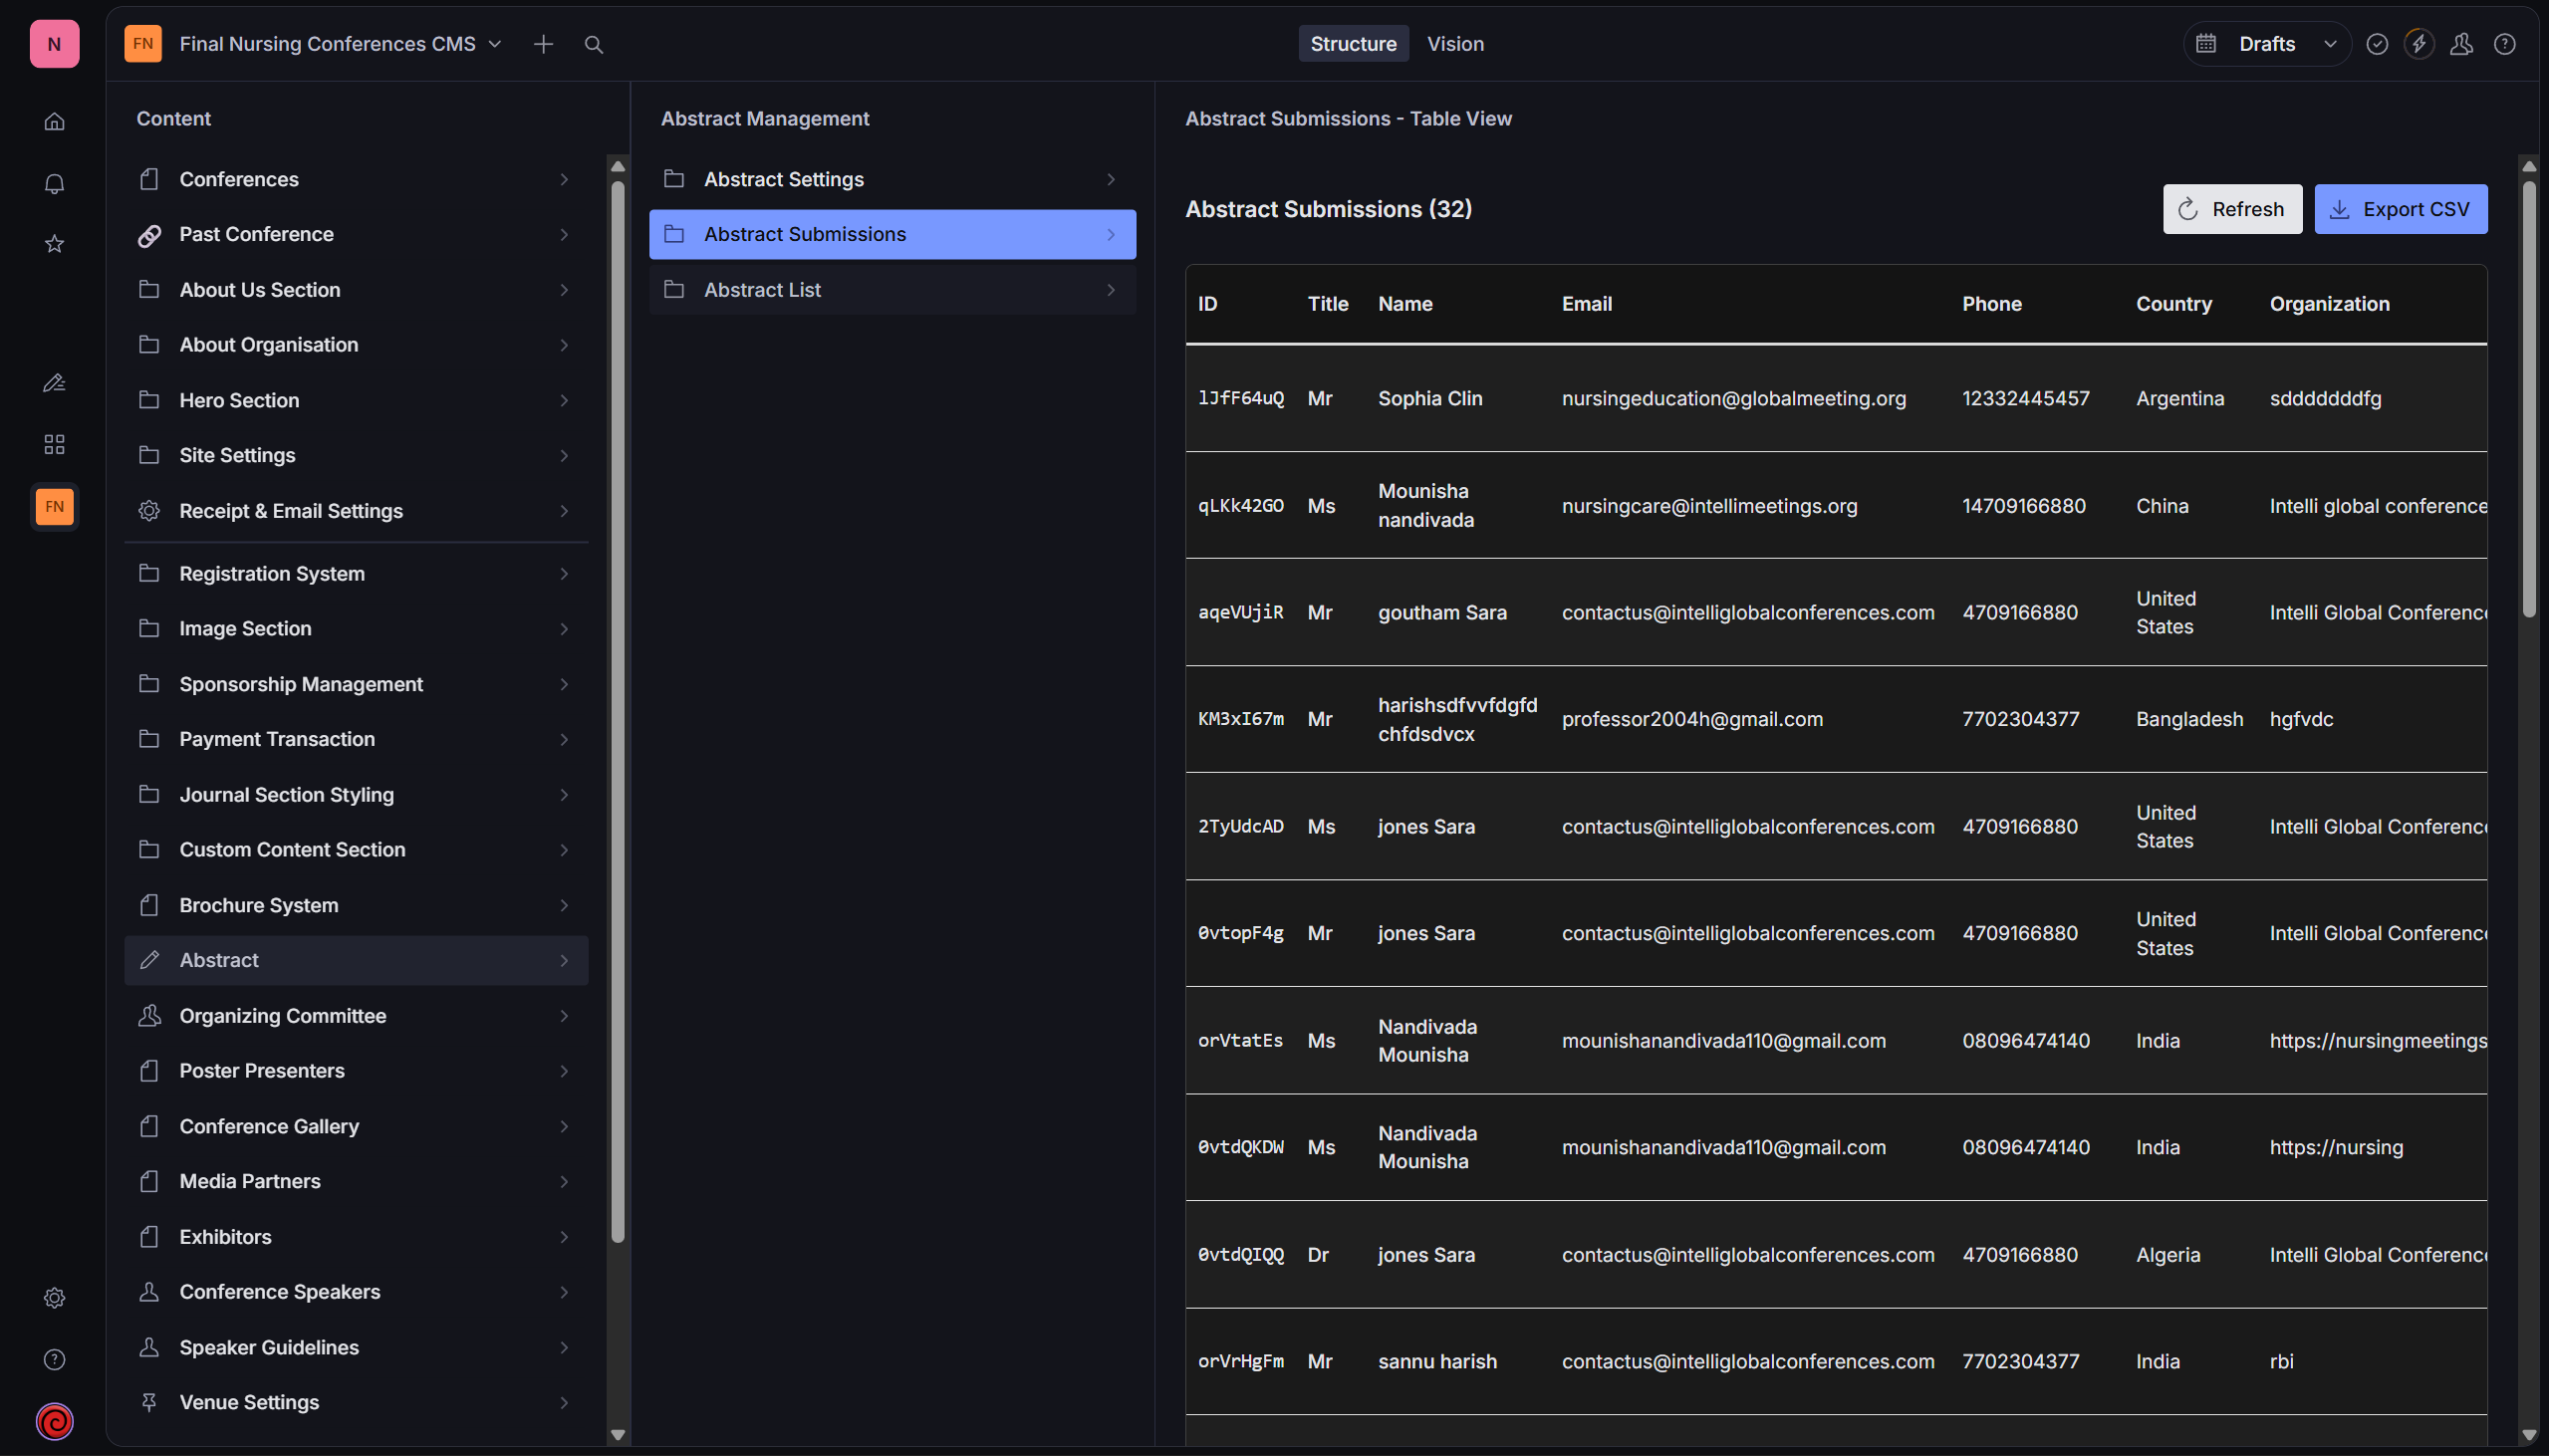 N
FN
Final Nursing Conferences CMS
Structure
Vision
Drafts
FN
Content
Conferences
Past Conference
About Us Section
About Organisation
Hero Section
Site Settings
Receipt & Email Settings
Registration System
Image Section
Sponsorship Management
Payment Transaction
Journal Section Styling
Custom Content Section
Brochure System
Abstract
Organizing Committee
Poster Presenters
Conference Gallery
Media Partners
Exhibitors
Conference Speakers
Speaker Guidelines
Venue Settings
Abstract Management
Abstract Settings
Abstract Submissions
Abstract List
Abstract Submissions - Table View
Abstract Submissions (32)
Refresh
Export CSV
ID Title Name Email Phone Country Organization
lJfF64uQ Mr Sophia Clin nursingeducation@globalmeeting.org 12332445457 Argentina sdddddddfg
qLKk42GO Ms Mounisha nandivada nursingcare@intellimeetings.org 14709166880 China Intelli global conference
aqeVUjiR Mr goutham Sara contactus@intelliglobalconferences.com 4709166880 United States Intelli Global Conferenc
KM3xI67m Mr harishsdfvvfdgfd chfdsdvcx professor2004h@gmail.com 7702304377 Bangladesh hgfvdc
2TyUdcAD Ms jones Sara contactus@intelliglobalconferences.com 4709166880 United States Intelli Global Conferenc
0vtopF4g Mr jones Sara contactus@intelliglobalconferences.com 4709166880 United States Intelli Global Conferenc
orVtatEs Ms Nandivada Mounisha mounishanandivada110@gmail.com 08096474140 India https://nursingmeetings
0vtdQKDW Ms Nandivada Mounisha mounishanandivada110@gmail.com 08096474140 India https://nursing
0vtdQIQQ Dr jones Sara contactus@intelliglobalconferences.com 4709166880 Algeria Intelli Global Conferenc
orVrHgFm Mr sannu harish contactus@intelliglobalconferences.com 7702304377 India rbi